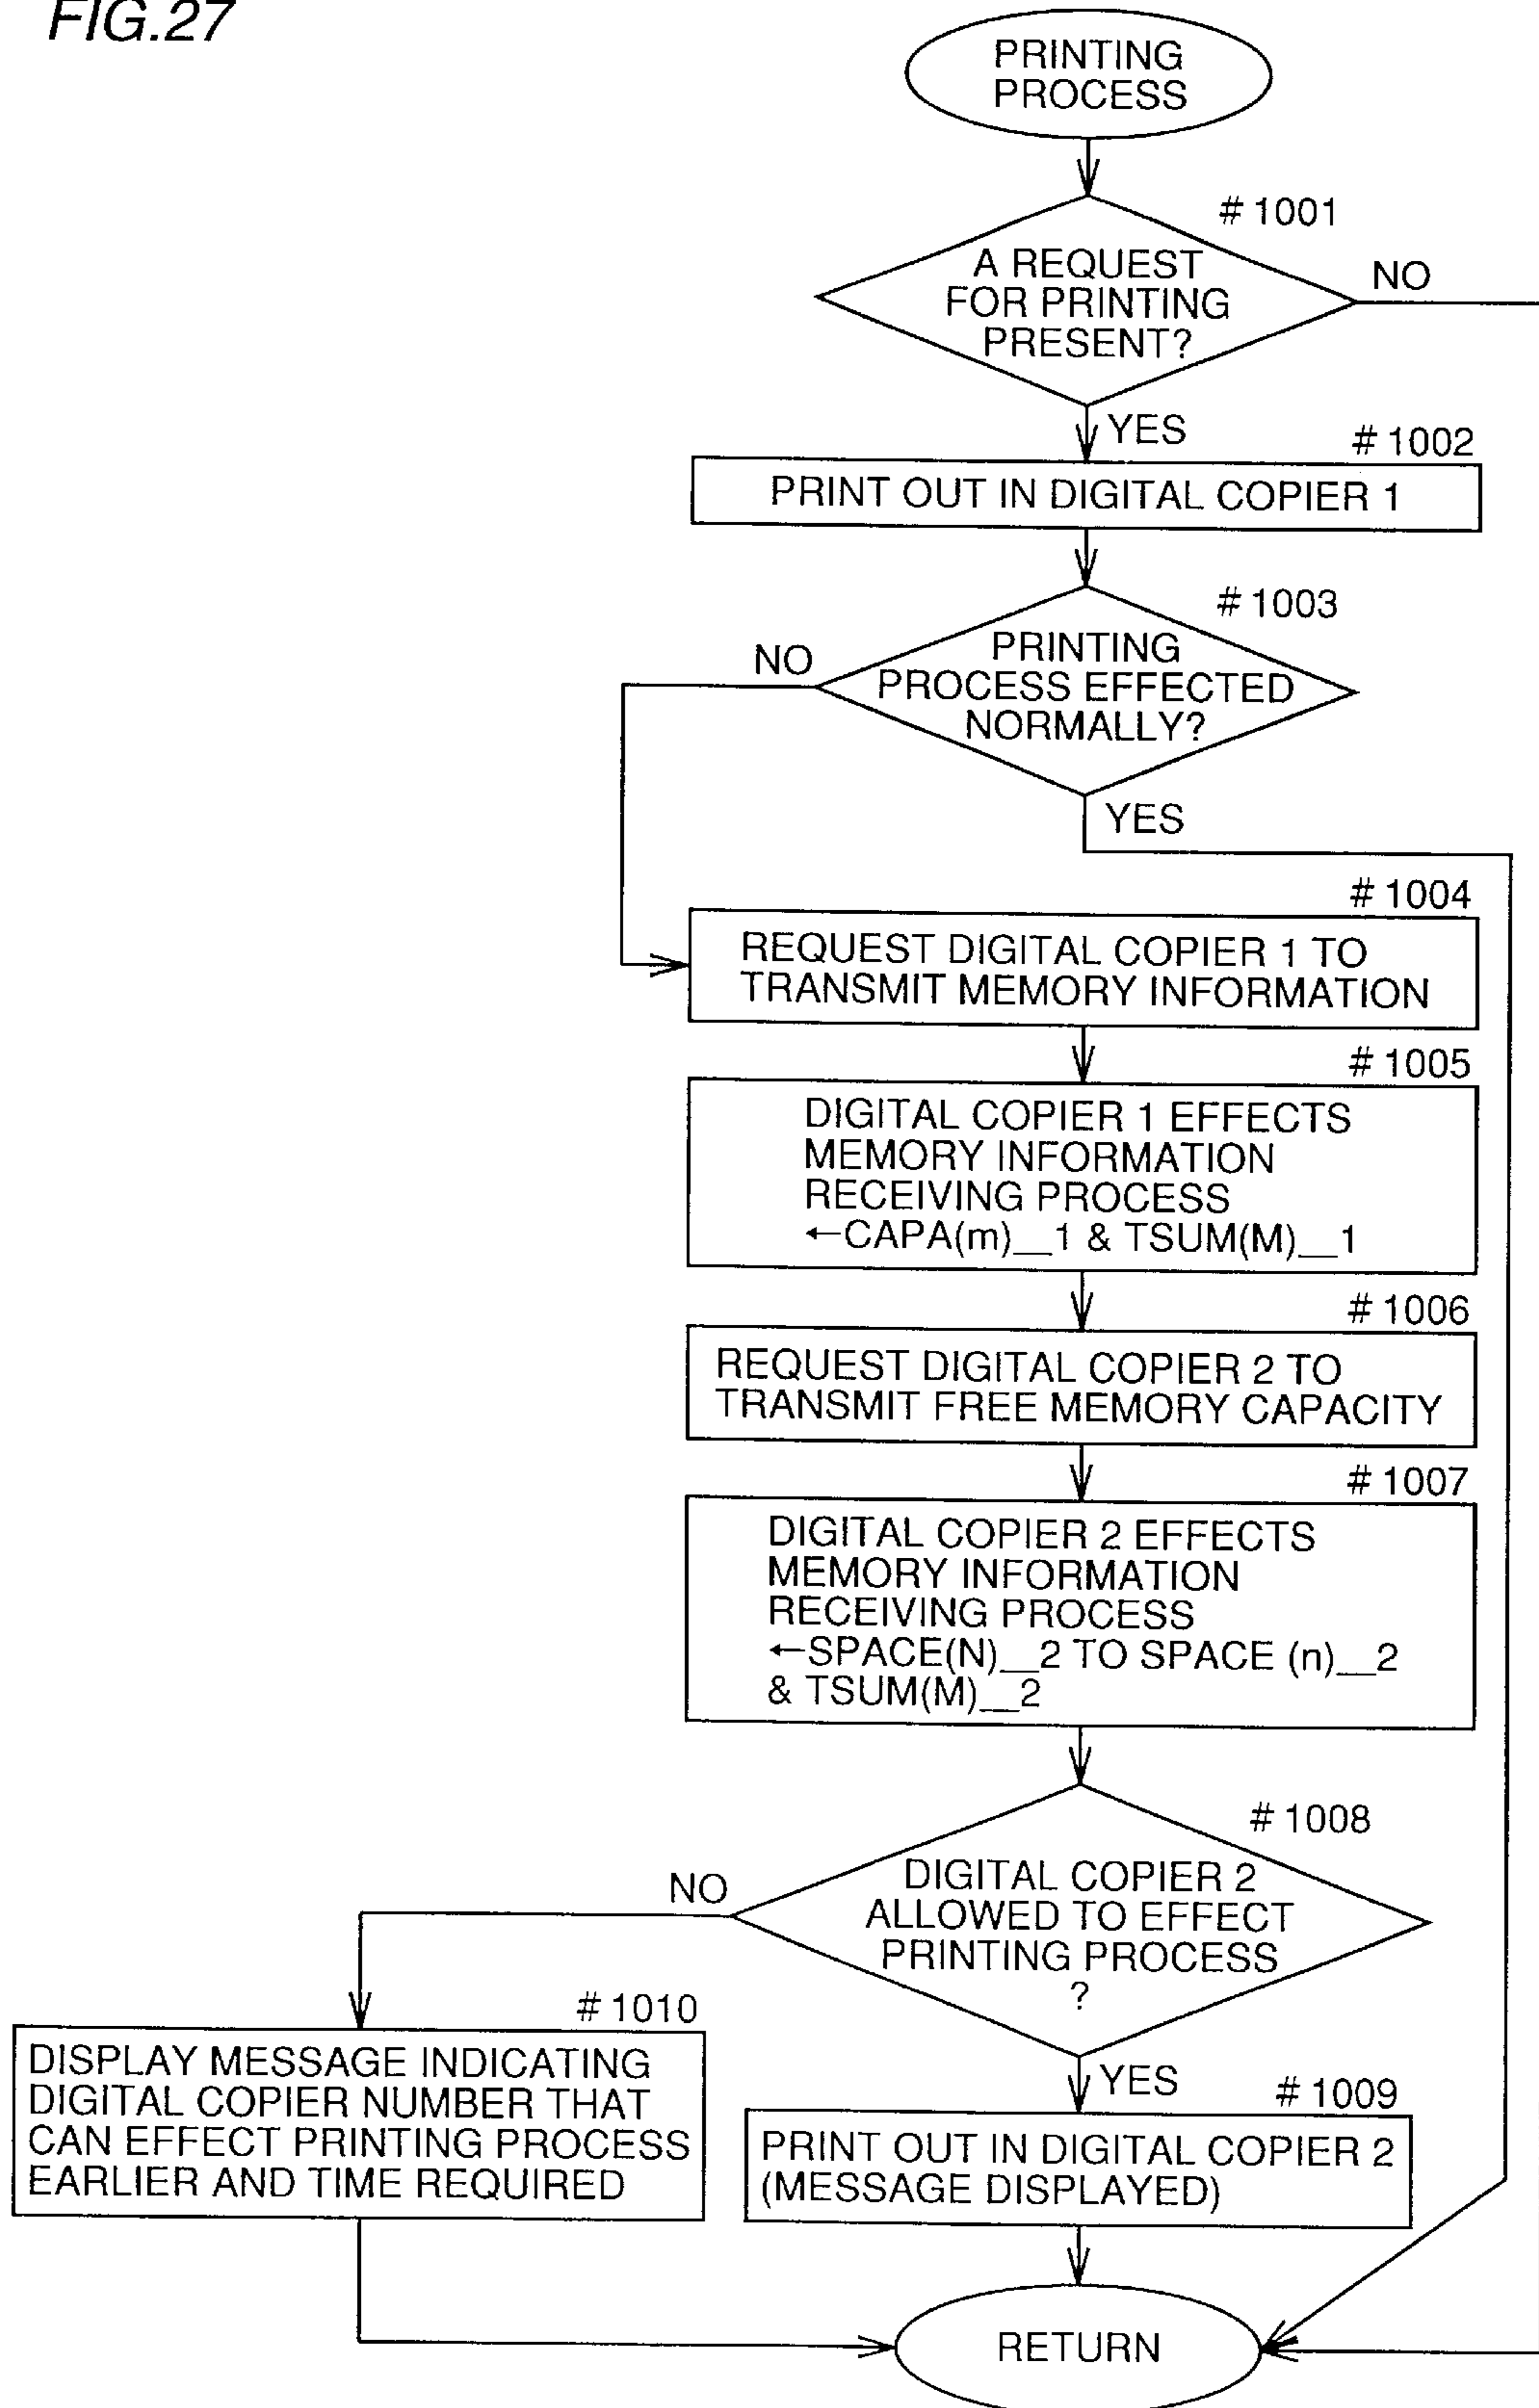 FIG.27
PRINTING
PROCESS
# 1001
A REQUEST
FOR PRINTING
PRESENT?
NO
YES
# 1002
PRINT OUT IN DIGITAL COPIER 1
# 1003
NO
PRINTING
PROCESS EFFECTED
NORMALLY?
YES
# 1004
REQUEST DIGITAL COPIER 1 TO
TRANSMIT MEMORY INFORMATION
# 1005
DIGITAL COPIER 1 EFFECTS
MEMORY INFORMATION
RECEIVING PROCESS
←CAPA(m)__1 & TSUM(M)__1
# 1006
REQUEST DIGITAL COPIER 2 TO
TRANSMIT FREE MEMORY CAPACITY
# 1007
DIGITAL COPIER 2 EFFECTS
MEMORY INFORMATION
RECEIVING PROCESS
←SPACE(N)__2 TO SPACE (n)__2
& TSUM(M)__2
# 1008
NO
DIGITAL COPIER 2
ALLOWED TO EFFECT
PRINTING PROCESS
?
# 1010
DISPLAY MESSAGE INDICATING
DIGITAL COPIER NUMBER THAT
CAN EFFECT PRINTING PROCESS
EARLIER AND TIME REQUIRED
YES
# 1009
PRINT OUT IN DIGITAL COPIER 2
(MESSAGE DISPLAYED)
RETURN